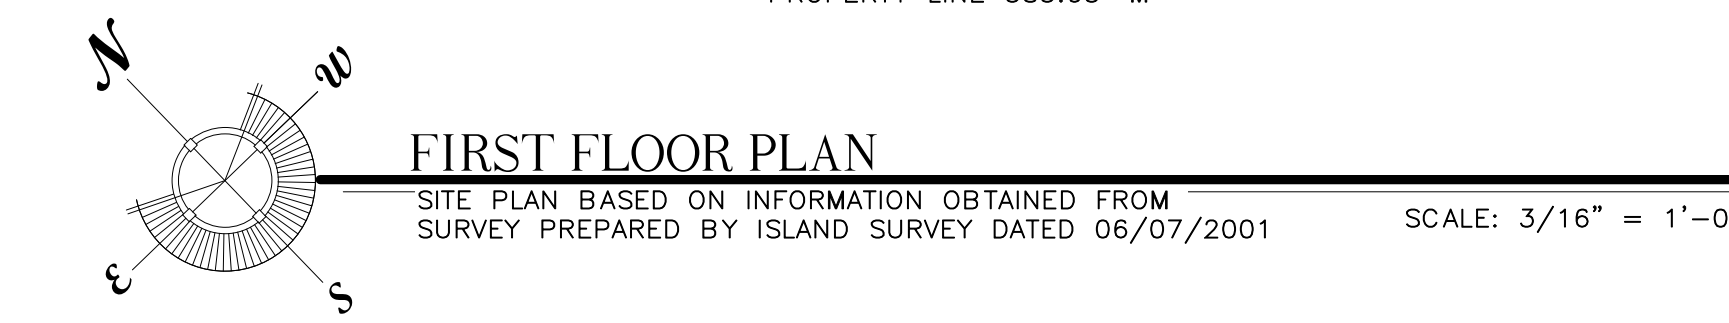 N
W
FIRST FLOOR PLAN
SITE PLAN BASED ON INFORMATION OBTAINED FROM
SURVEY PREPARED BY ISLAND SURVEY DATED 06/07/2001
SCALE: 3/16" = 1'-0
E
S